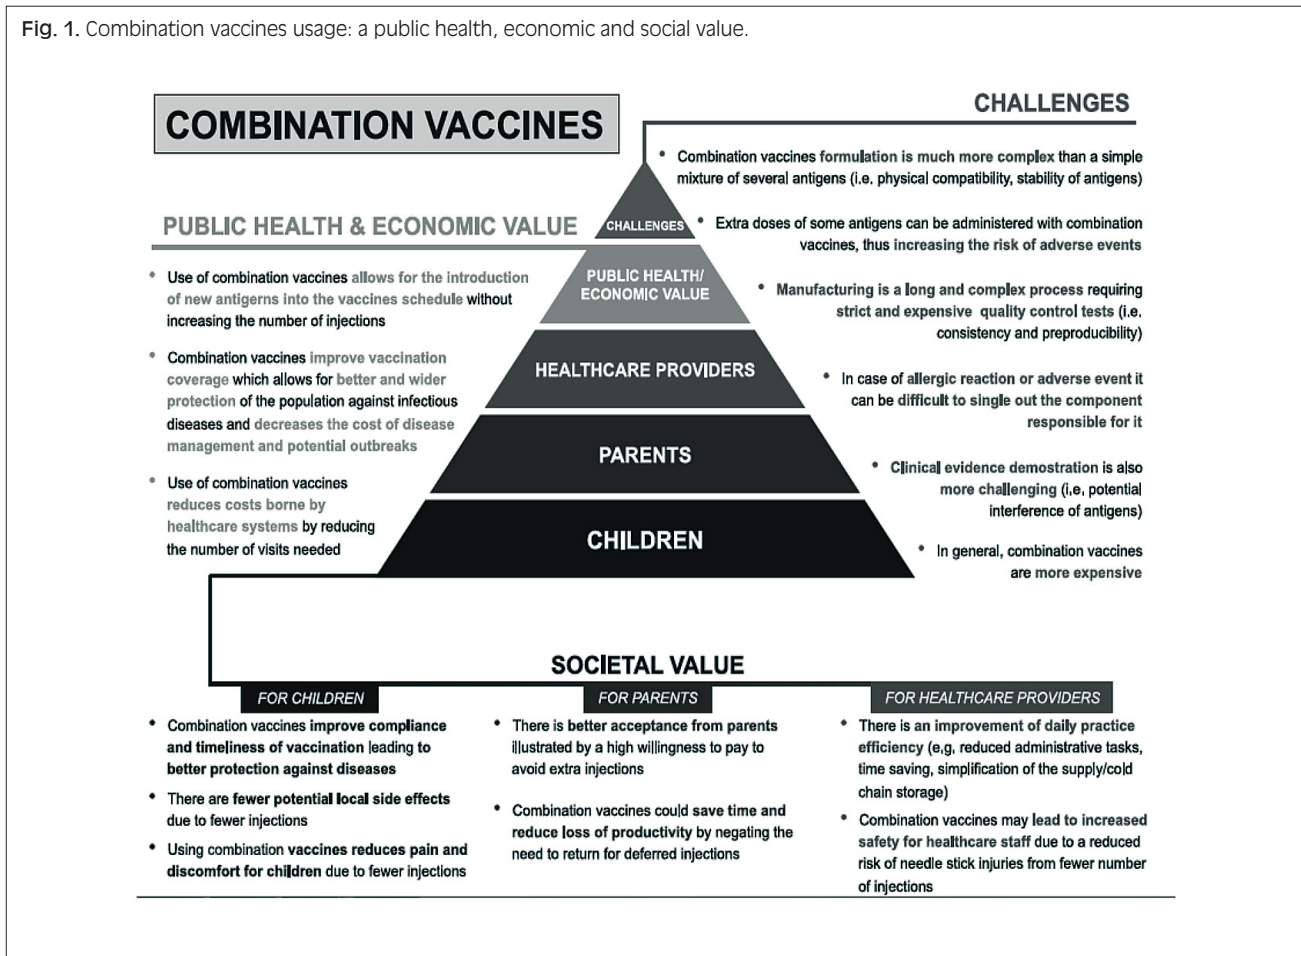 Fig. 1. Combination vaccines usage: a public health, economic and social value.
COMBINATION VACCINES
CHALLENGES
• Combination vaccines formulation is much more complex than a simple
mixture of several antigens (i.e. physical compatibility, stability of antigens)
• Extra doses of some antigens can be administered with combination
vaccines, thus increasing the risk of adverse events
• Manufacturing is a long and complex process requiring
strict and expensive quality control tests (i.e.
consistency and preproducibility)
• In case of allergic reaction or adverse event it
can be difficult to single out the component
responsible for it
• Clinical evidence demostration is also
more challenging (i.e. potential
interference of antigens)
• In general, combination vaccines
are more expensive
PUBLIC HEALTH & ECONOMIC VALUE
• Use of combination vaccines allows for the introduction
of new antigerns into the vaccines schedule without
increasing the number of injections
• Combination vaccines improve vaccination
coverage which allows for better and wider
protection of the population against infectious
diseases and decreases the cost of disease
management and potential outbreaks
• Use of combination vaccines
reduces costs borne by
healthcare systems by reducing
the number of visits needed
CHALLENGES
PUBLIC HEALTH/
ECONOMIC VALUE
HEALTHCARE PROVIDERS
PARENTS
CHILDREN
SOCIETAL VALUE
FOR CHILDREN
• Combination vaccines improve compliance
and timeliness of vaccination leading to
better protection against diseases
• There are fewer potential local side effects
due to fewer injections
• Using combination vaccines reduces pain and
discomfort for children due to fewer injections
FOR PARENTS
• There is better acceptance from parents
illustrated by a high willingness to pay to
avoid extra injections
• Combination vaccines could save time and
reduce loss of productivity by negating the
need to return for deferred injections
FOR HEALTHCARE PROVIDERS
• There is an improvement of daily practice
efficiency (e.g. reduced administrative tasks,
time saving, simplification of the supply/cold
chain storage)
• Combination vaccines may lead to increased
safety for healthcare staff due to a reduced
risk of needle stick injuries from fewer number
of injections